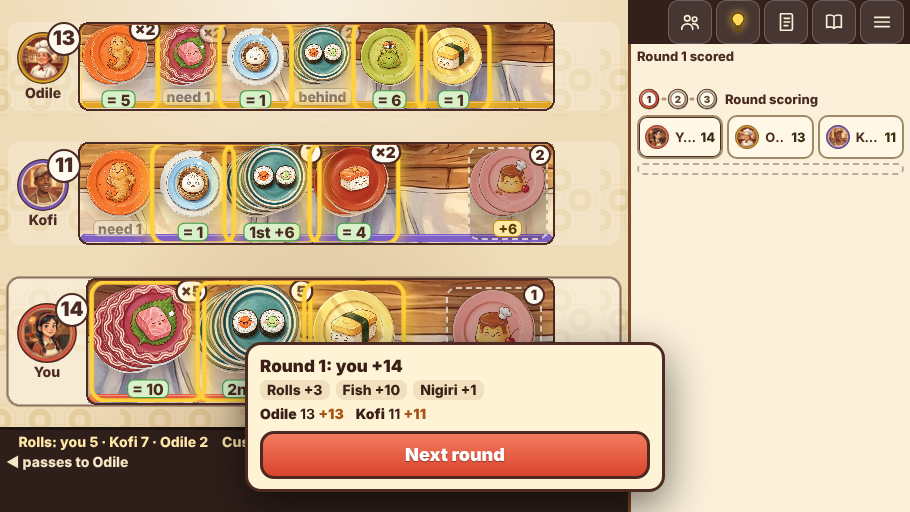 13
Odile
×2
×2
= 5
need 1
= 1
behind
= 6
= 1
11
Kofi
×2
2
need 1
= 1
1st +6
= 4
+6
14
You
×5
5
1
= 10
Round 1: you +14
Rolls +3 Fish +10 Nigiri +1
Odile 13 +13 Kofi 11 +11
Next round
Rolls: you 5 · Kofi 7 · Odile 2
◀ passes to Odile
Round 1 scored
1 2 3 Round scoring
Y... 14
O.. 13
K... 11